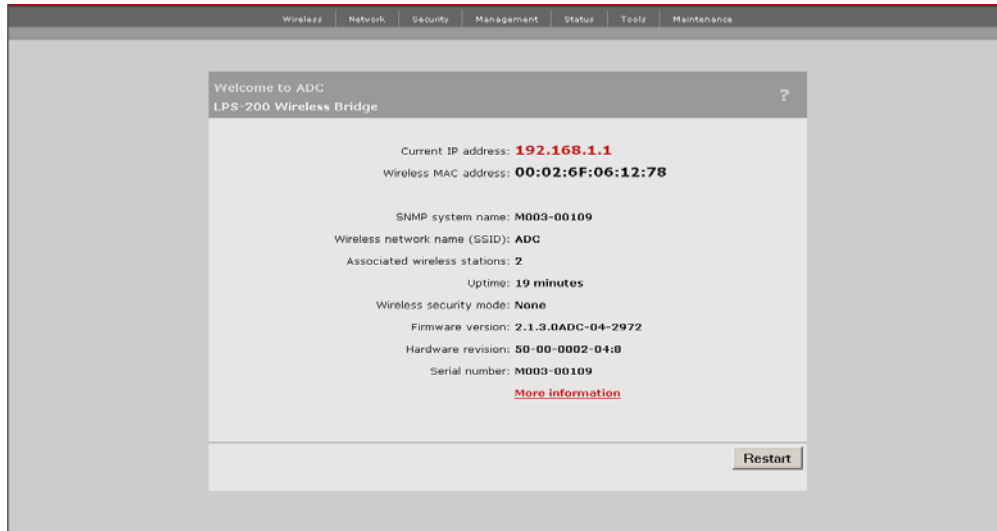 Wireless Network Security Management Status Tools Maintenance
Welcome to ADC
LPS-200 Wireless Bridge
?
Current IP address: 192.168.1.1
Wireless MAC address: 00:02:6F:06:12:78
SNMP system name: M003-00109
Wireless network name (SSID): ADC
Associated wireless stations: 2
Uptime: 19 minutes
Wireless security mode: None
Firmware version: 2.1.3.0ADC-04-2972
Hardware revision: 50-00-0002-04:8
Serial number: M003-00109
More information
Restart